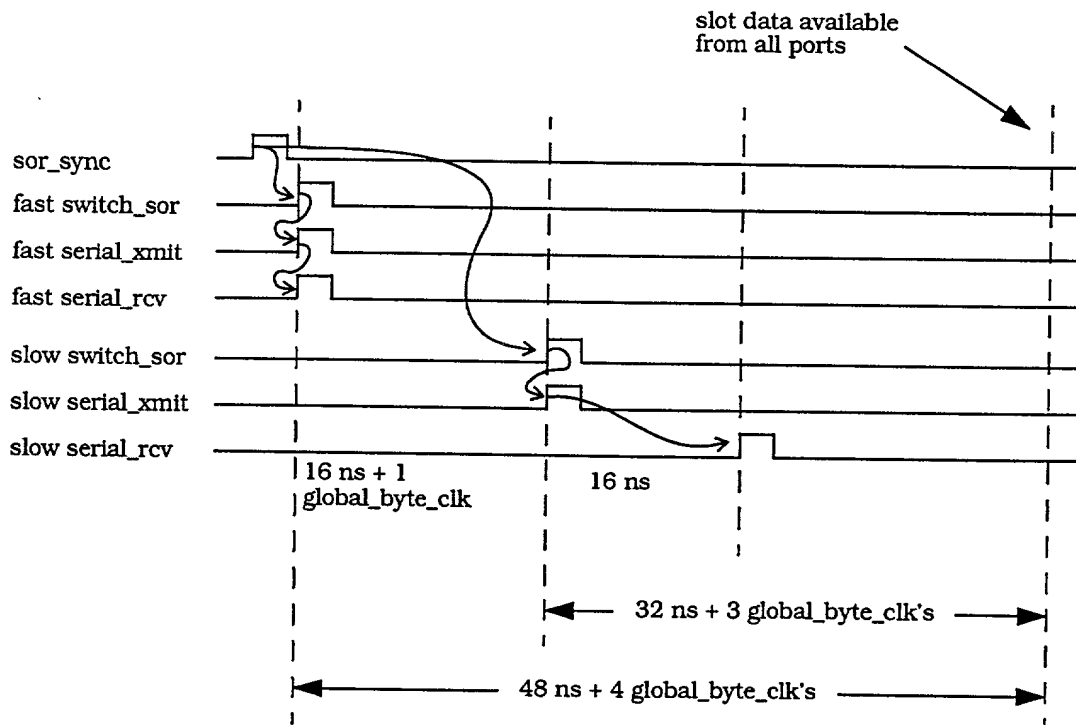 slot data available
from all ports
sor_sync
fast switch_sor
fast serial_xmit
fast serial_rcv
slow switch_sor
slow serial_xmit
slow serial_rcv
16 ns + 1
global_byte_clk
16 ns
32 ns + 3 global_byte_clk's
48 ns + 4 global_byte_clk's